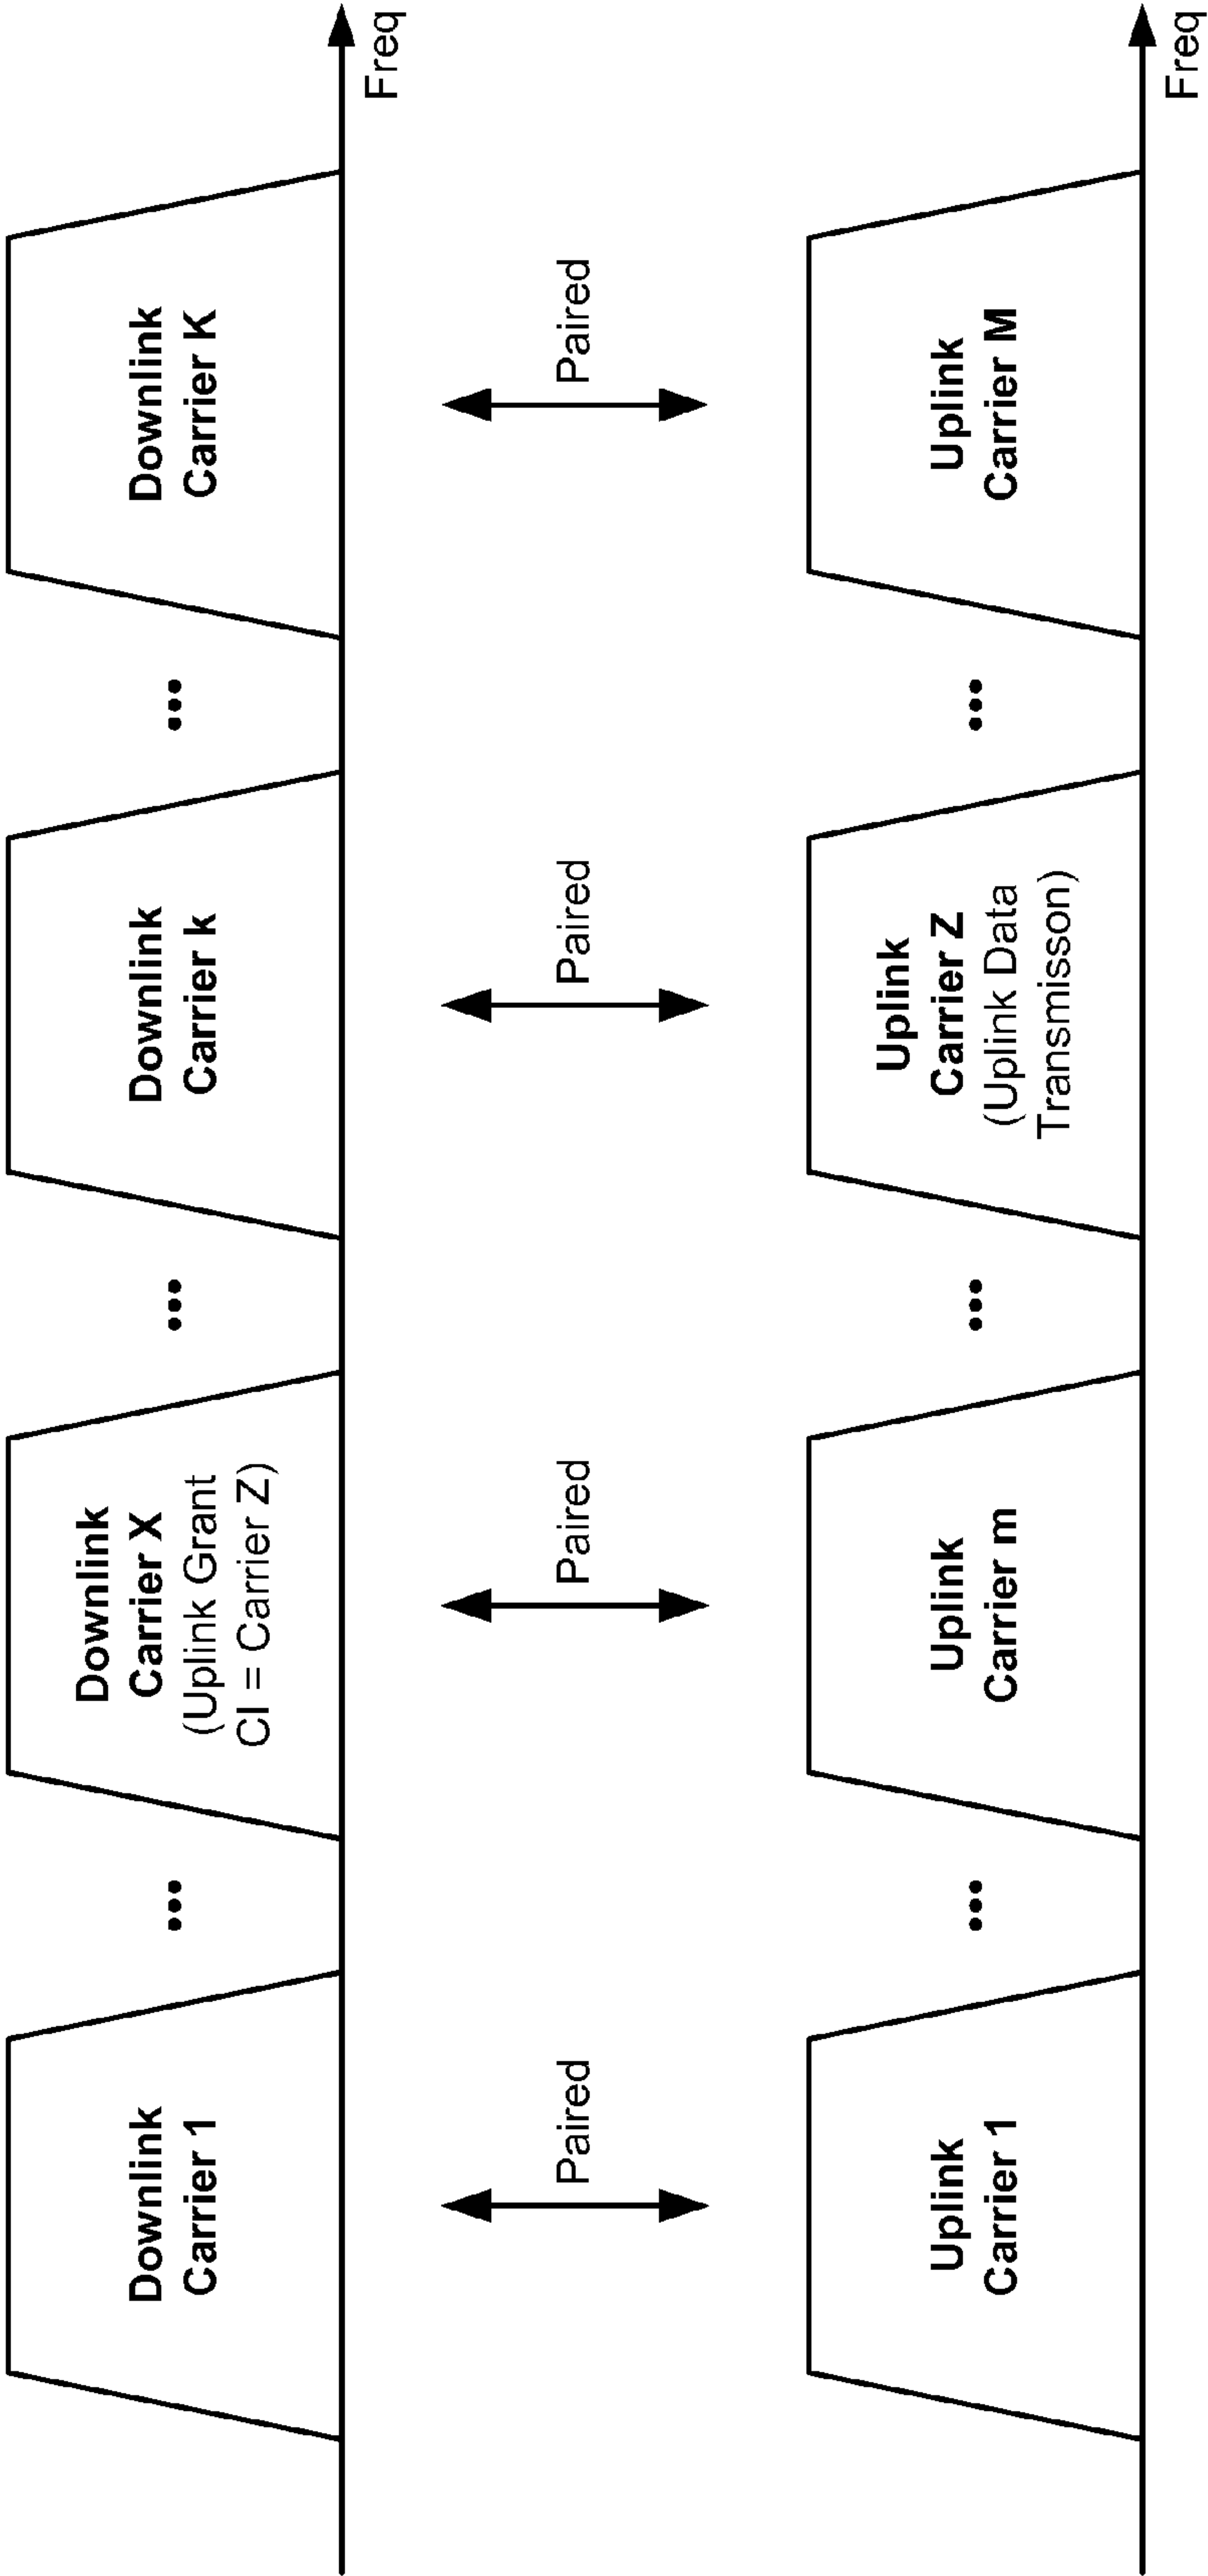 Downlink
Carrier 1
Downlink
Carrier X
(Uplink Grant
CI = Carrier Z)
Downlink
Carrier k
Downlink
Carrier K
Freq
Paired
Paired
Paired
Paired
Uplink
Carrier 1
Uplink
Carrier m
Uplink
Carrier Z
(Uplink Data
Transmisson)
Uplink
Carrier M
Freq